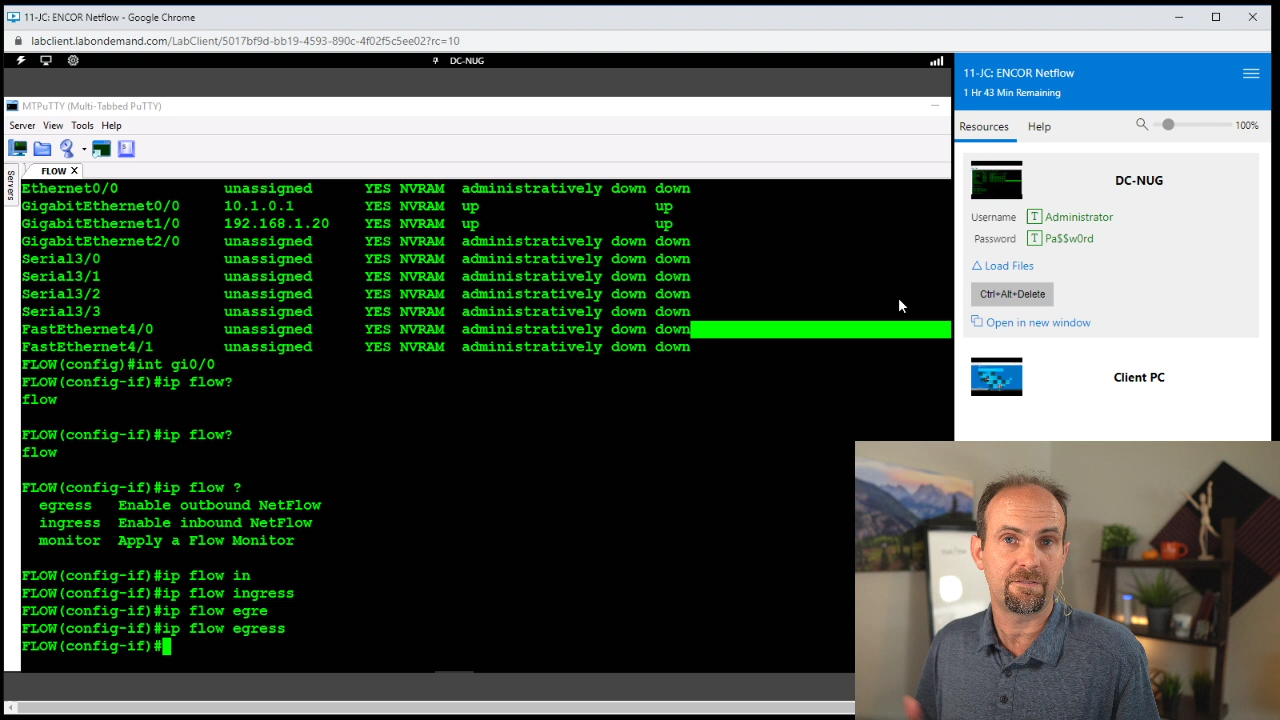 11-JC: ENCOR Netflow - Google Chrome
labclient.labondemand.com/LabClient/5017bf9d-bb19-4593-890c-4f02f5c5ee02?rc=10
DC-NUG
MTPuTTY (Multi-Tabbed PuTTY)
Server View Tools Help
Servers
FLOW X
Ethernet0/0 unassigned YES NVRAM administratively down down
GigabitEthernet0/0 10.1.0.1 YES NVRAM up up
GigabitEthernet1/0 192.168.1.20 YES NVRAM up up
GigabitEthernet2/0 unassigned YES NVRAM administratively down down
Serial3/0 unassigned YES NVRAM administratively down down
Serial3/1 unassigned YES NVRAM administratively down down
Serial3/2 unassigned YES NVRAM administratively down down
Serial3/3 unassigned YES NVRAM administratively down down
FastEthernet4/0 unassigned YES NVRAM administratively down down
FastEthernet4/1 unassigned YES NVRAM administratively down down
FLOW(config)#int gi0/0
FLOW(config-if)#ip flow?
flow
FLOW(config-if)#ip flow?
flow
FLOW(config-if)#ip flow ?
egress Enable outbound NetFlow
ingress Enable inbound NetFlow
monitor Apply a Flow Monitor
FLOW(config-if)#ip flow in
FLOW(config-if)#ip flow ingress
FLOW(config-if)#ip flow egre
FLOW(config-if)#ip flow egress
FLOW(config-if)#
11-JC: ENCOR Netflow
1 Hr 43 Min Remaining
Resources Help 100%
DC-NUG
Username T Administrator
Password T Pa$$w0rd
Load Files
Ctrl+Alt+Delete
Open in new window
Client PC